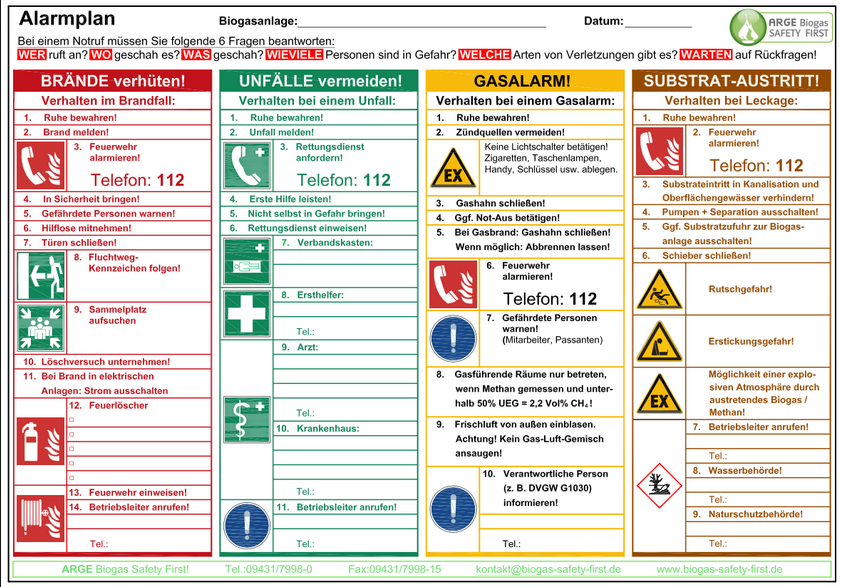 Alarmplan
Biogasanlage:
Datum:
ARGE Biogas
SAFETY FIRST
Bei einem Notruf müssen Sie folgende 6 Fragen beantworten:
WER ruft an? WO geschah es? WAS geschah? WIEVIELE Personen sind in Gefahr? WELCHE Arten von Verletzungen gibt es? WARTEN auf Rückfragen!
BRÄNDE verhüten!
Verhalten im Brandfall:
1. Ruhe bewahren!
2. Brand melden!
3. Feuerwehr
alarmieren!
Telefon: 112
4. In Sicherheit bringen!
5. Gefährdete Personen warnen!
6. Hilflose mitnehmen!
7. Türen schließen!
8. Fluchtweg-
Kennzeichen folgen!
9. Sammelplatz
aufsuchen
10. Löschversuch unternehmen!
11. Bei Brand in elektrischen
Anlagen: Strom ausschalten
12. Feuerlöscher
13. Feuerwehr einweisen!
14. Betriebsleiter anrufen!
Tel.:
UNFÄLLE vermeiden!
Verhalten bei einem Unfall:
1. Ruhe bewahren!
2. Unfall melden!
3. Rettungsdienst
anfordern!
Telefon: 112
4. Erste Hilfe leisten!
5. Nicht selbst in Gefahr bringen!
6. Rettungsdienst einweisen!
7. Verbandskasten:
8. Ersthelfer:
Tel.:
9. Arzt:
Tel.:
10. Krankenhaus:
Tel.:
11. Betriebsleiter anrufen!
Tel.:
GASALARM!
Verhalten bei einem Gasalarm:
1. Ruhe bewahren!
2. Zündquellen vermeiden!
EX
Keine Lichtschalter betätigen!
Zigaretten, Taschenlampen,
Handy, Schlüssel usw. ablegen.
3. Gashahn schließen!
4. Ggf. Not-Aus betätigen!
5. Bei Gasbrand: Gashahn schließen!
Wenn möglich: Abbrennen lassen!
6. Feuerwehr
alarmieren!
Telefon: 112
7. Gefährdete Personen
warnen!
(Mitarbeiter, Passanten)
8. Gasführende Räume nur betreten,
wenn Methan gemessen und unter-
halb 50% UEG = 2,2 Vol% CH₄!
9. Frischluft von außen einblasen.
Achtung! Kein Gas-Luft-Gemisch
ansaugen!
10. Verantwortliche Person
(z. B. DVGW G1030)
informieren!
Tel.:
SUBSTRAT-AUSTRITT!
Verhalten bei Leckage:
1. Ruhe bewahren!
2. Feuerwehr
alarmieren!
Telefon: 112
3. Substrateintritt in Kanalisation und
Oberflächengewässer verhindern!
4. Pumpen + Separation ausschalten!
5. Ggf. Substratzufuhr zur Biogas-
anlage ausschalten!
6. Schieber schließen!
Rutschgefahr!
Erstickungsgefahr!
EX
Möglichkeit einer explo-
siven Atmosphäre durch
austretendes Biogas /
Methan!
7. Betriebsleiter anrufen!
Tel.:
8. Wasserbehörde!
Tel.:
9. Naturschutzbehörde!
Tel.:
ARGE Biogas Safety First! Tel.:09431/7998-0 Fax:09431/7998-15 kontakt@biogas-safety-first.de www.biogas-safety-first.de